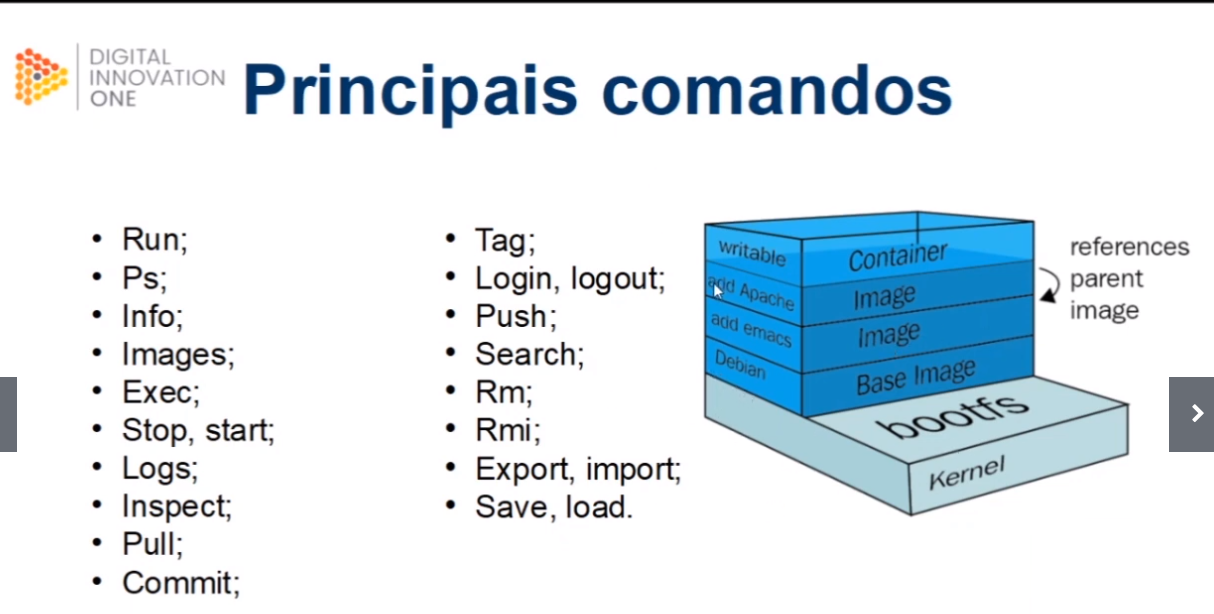 DIGITAL
INNOVATION
ONE
Principais comandos
• Run;
• Ps;
• Info;
• Images;
• Exec;
• Stop, start;
• Logs;
• Inspect;
• Pull;
• Commit;
• Tag;
• Login, logout;
• Push;
• Search;
• Rm;
• Rmi;
• Export, import;
• Save, load.
writable
Container
add Apache
Image
add emacs
Image
Debian
Base Image
bootfs
Kernel
references
parent
image